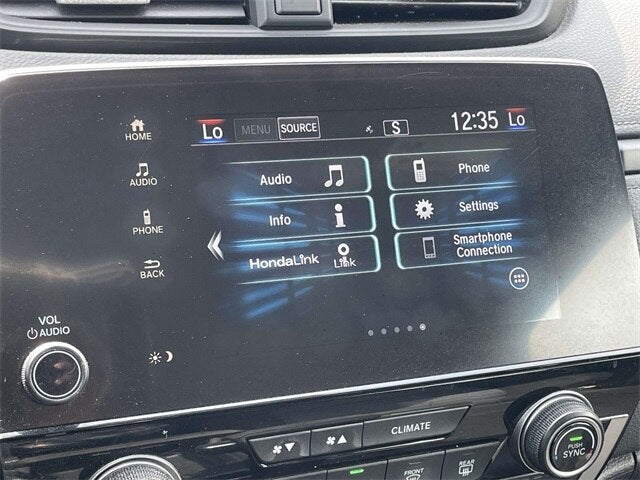 HOME
AUDIO
PHONE
BACK
VOL
AUDIO
Lo MENU SOURCE S 12:35 Lo
Audio
Phone
Info
Settings
HondaLink Link
Smartphone
Connection
CLIMATE
FRONT
REAR
PUSH
SYNC